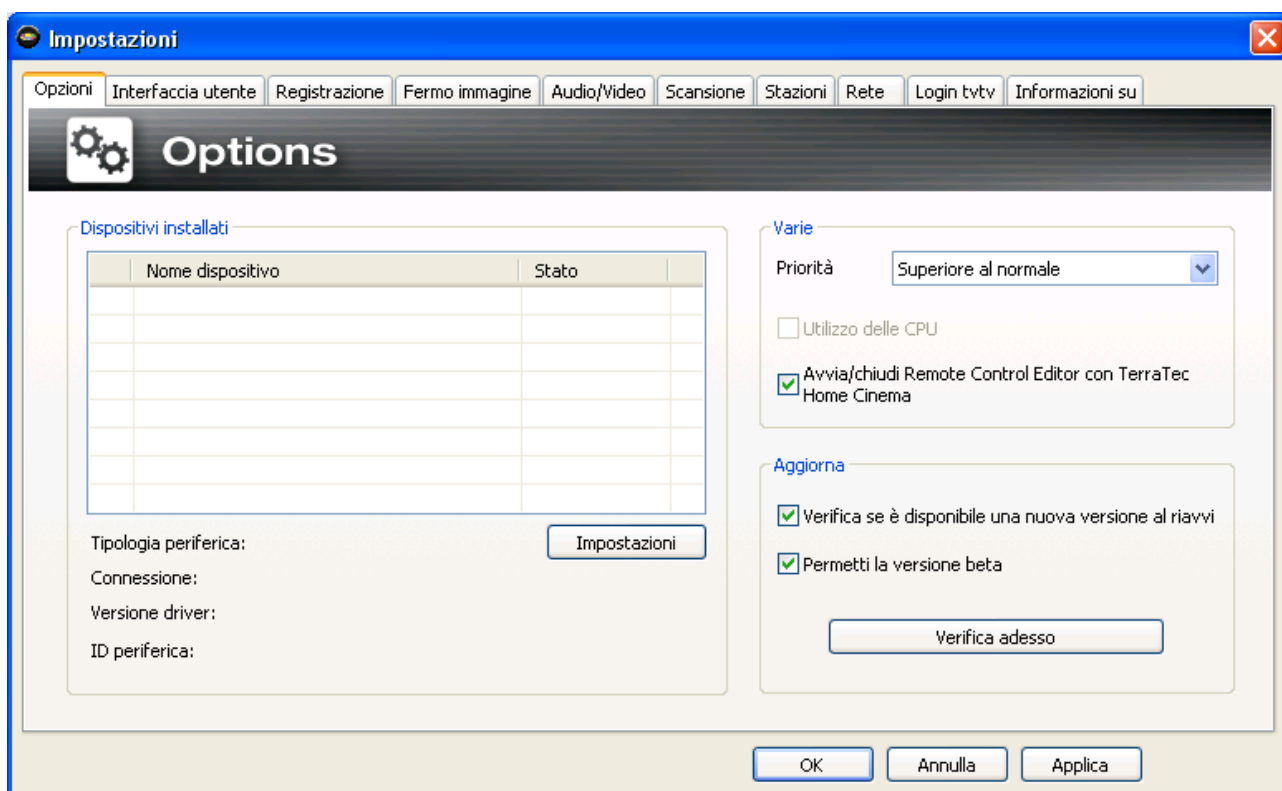 Impostazioni
Opzioni
Interfaccia utente
Registrazione
Fermo immagine
Audio/Video
Scansione
Stazioni
Rete
Login tvtv
Informazioni su
Options
Dispositivi installati
Nome dispositivo
Stato
Tipologia periferica:
Impostazioni
Connessione:
Versione driver:
ID periferica:
Varie
Priorità
Superiore al normale
Utilizzo delle CPU
Avvia/chiudi Remote Control Editor con TerraTec
Home Cinema
Aggiorna
Verifica se è disponibile una nuova versione al riavvi
Permetti la versione beta
Verifica adesso
OK
Annulla
Applica